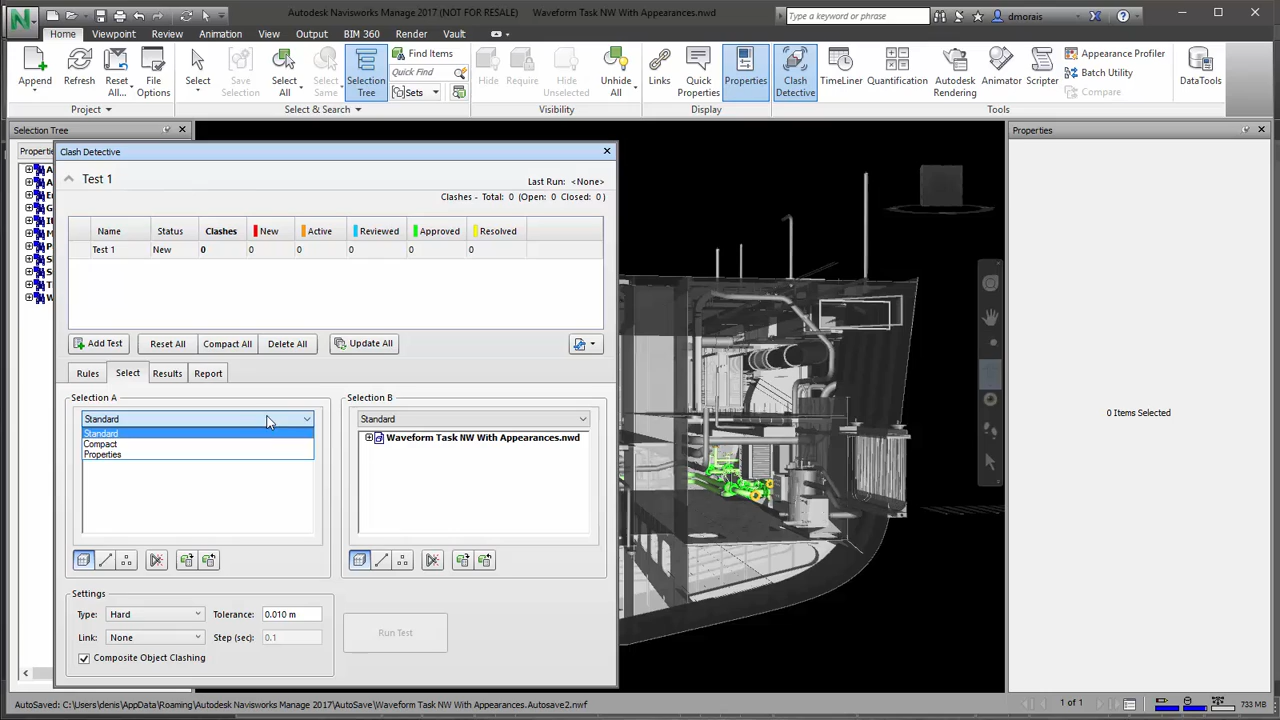 Autodesk Navisworks Manage 2017 (NOT FOR RESALE) Waveform Task NW With Appearances.nwd
Type a keyword or phrase
dmorais
Home Viewpoint Review Animation View Output BIM 360 Render Output
Append
Refresh
Reset All...
File Options
Project
Select
Save Selection
Select All
Select Same
Selection Tree
Find Items
Quick Find
Sets
Select & Search
Hide
Require
Hide Unselected
Unhide All
Visibility
Links
Quick Properties
Properties
Display
Clash Detective
TimeLiner
Quantification
Autodesk Rendering
Animator
Scripter
Appearance Profiler
Batch Utility
Compare
Tools
DataTools
Selection Tree
Clash Detective
Test 1
Last Run: <None>
Clashes - Total: 0 (Open: 0 Closed: 0)
Name Status Clashes New Active Reviewed Approved Resolved
Test 1 New 0 0 0 0 0 0
Add Test Reset All Compact All Delete All Update All
Rules Select Results Report
Selection A
Standard
Standard
Compact
Properties
Selection B
Standard
Waveform Task NW With Appearances.nwd
Settings
Type: Hard Tolerance: 0.010 m
Link: None Step (sec): 0.1
Composite Object Clashing
Run Test
Properties
0 Items Selected
AutoSaved: C:\Users\denis\AppData\Roaming\Autodesk Navisworks Manage 2017\AutoSave\Waveform Task NW With Appearances.Autosave2.nwf
1 of 1
733 MB